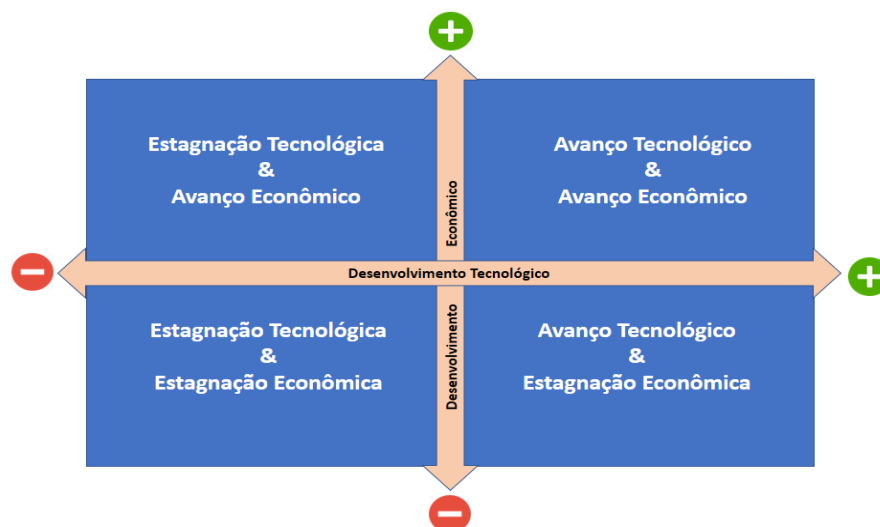 Estagnação Tecnológica
&
Avanço Econômico
Avanço Tecnológico
&
Avanço Econômico
Desenvolvimento Econômico
Desenvolvimento Tecnológico
Estagnação Tecnológica
&
Estagnação Econômica
Avanço Tecnológico
&
Estagnação Econômica